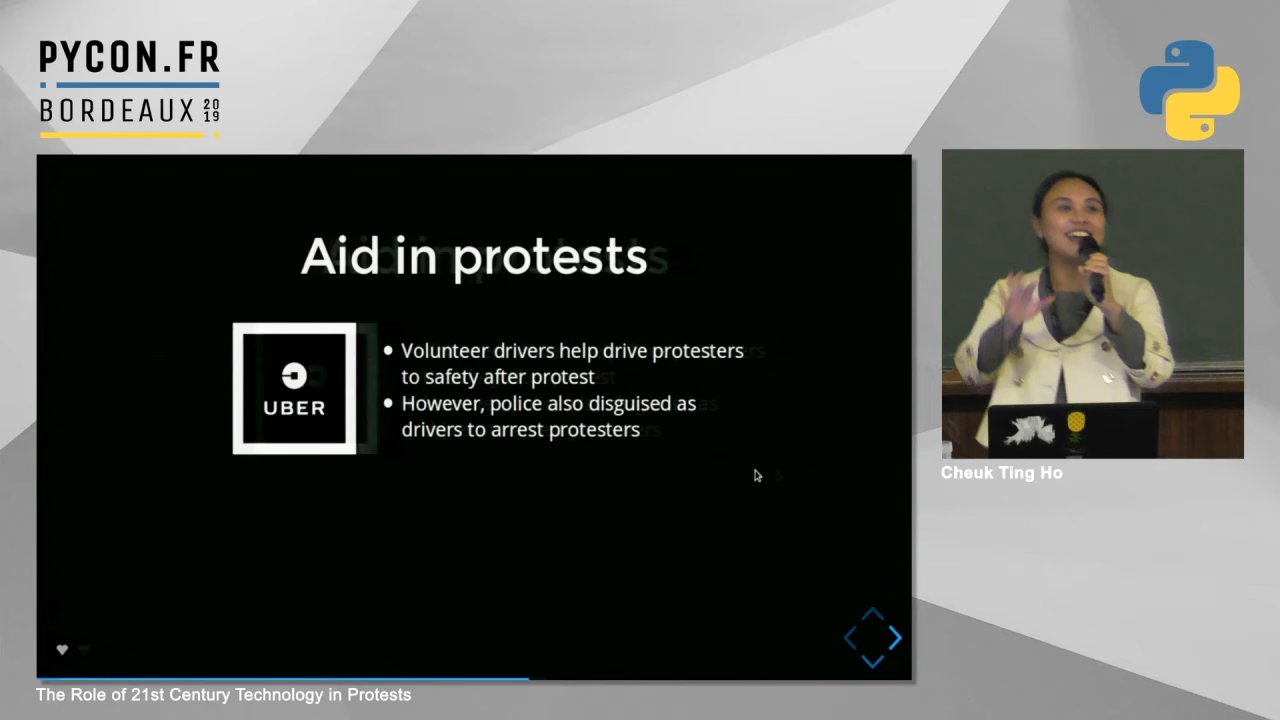 PYCON.FR
BORDEAUX 2019
Aid in protests
UBER
• Volunteer drivers help drive protesters
to safety after protest
• However, police also disguised as
drivers to arrest protesters
Cheuk Ting Ho
The Role of 21st Century Technology in Protests